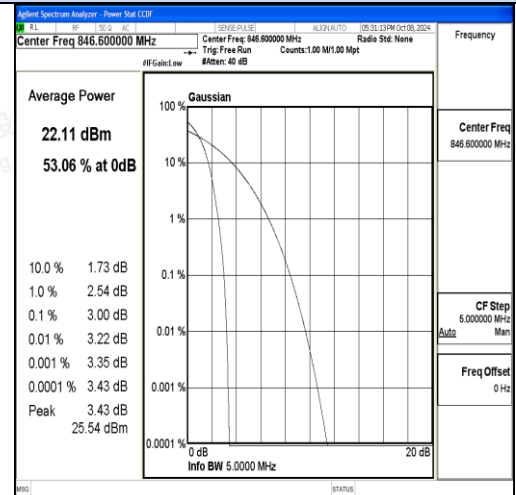 Agilent Spectrum Analyzer - Power Stat CCDF
RL RF 50 Ω AC SENSE:PULSE ALIGN AUTO 05:31:13 PM Oct 08, 2024
Center Freq 846.600000 MHz
Center Freq: 846.600000 MHz Radio Std: None
Trig: Free Run Counts:1.00 M/1.00 Mpt
#IFGain:Low #Atten: 40 dB
Frequency
Average Power
22.11 dBm
53.06 % at 0dB
10.0 % 1.73 dB
1.0 % 2.54 dB
0.1 % 3.00 dB
0.01 % 3.22 dB
0.001 % 3.35 dB
0.0001 % 3.43 dB
Peak 3.43 dB
25.54 dBm
Gaussian
100 %
10 %
1 %
0.1 %
0.01 %
0.001 %
0.0001 %
0 dB 20 dB
Info BW 5.0000 MHz
Center Freq
846.600000 MHz
CF Step
5.000000 MHz
Auto Man
Freq Offset
0 Hz
MSG STATUS